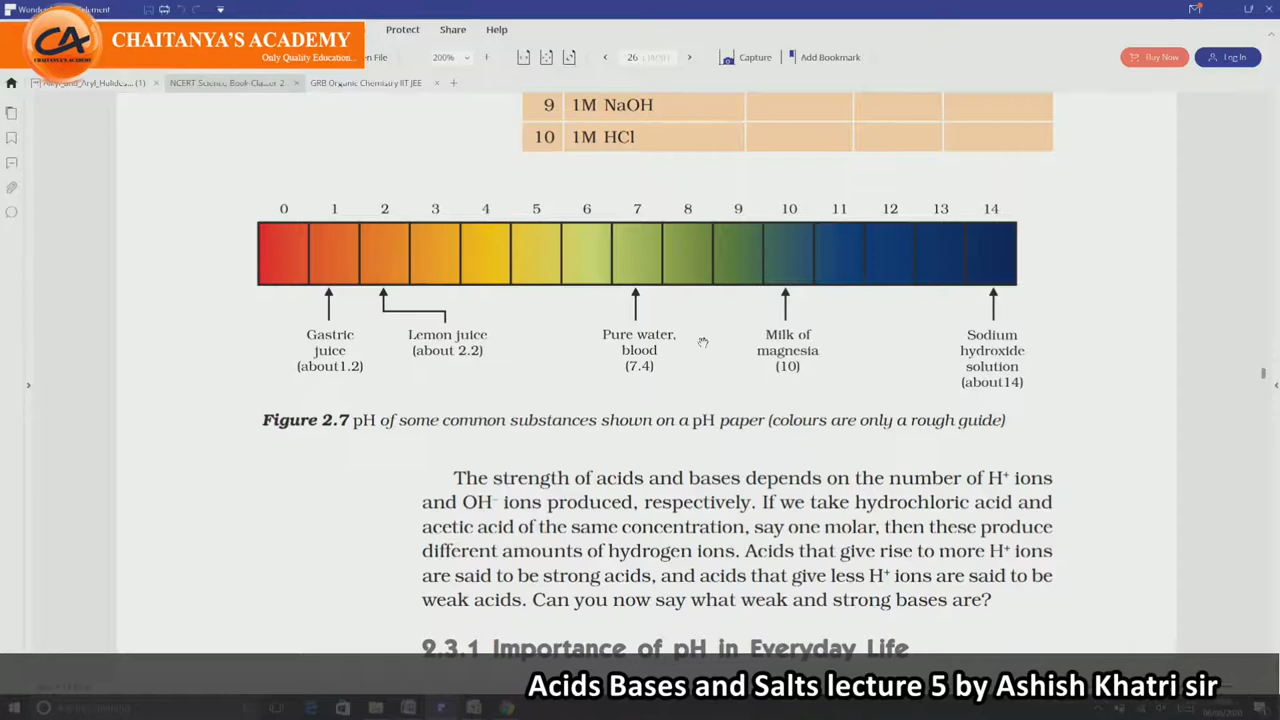 CHAITANYA'S ACADEMY
Only Quality Education...
Protect Share Help
200% 26 Capture Add Bookmark Buy Now Log In
NCERT Science Book Class GRB Organic Chemistry IIT JEE
9 1M NaOH
10 1M HCl
0 1 2 3 4 5 6 7 8 9 10 11 12 13 14
Gastric juice (about1.2)
Lemon juice (about 2.2)
Pure water, blood (7.4)
Milk of magnesia (10)
Sodium hydroxide solution (about14)
Figure 2.7 pH of some common substances shown on a pH paper (colours are only a rough guide)
The strength of acids and bases depends on the number of H⁺ ions
and OH⁻ ions produced, respectively. If we take hydrochloric acid and
acetic acid of the same concentration, say one molar, then these produce
different amounts of hydrogen ions. Acids that give rise to more H⁺ ions
are said to be strong acids, and acids that give less H⁺ ions are said to be
weak acids. Can you now say what weak and strong bases are?
2.3.1 Importance of pH in Everyday Life
Acids Bases and Salts lecture 5 by Ashish Khatri sir